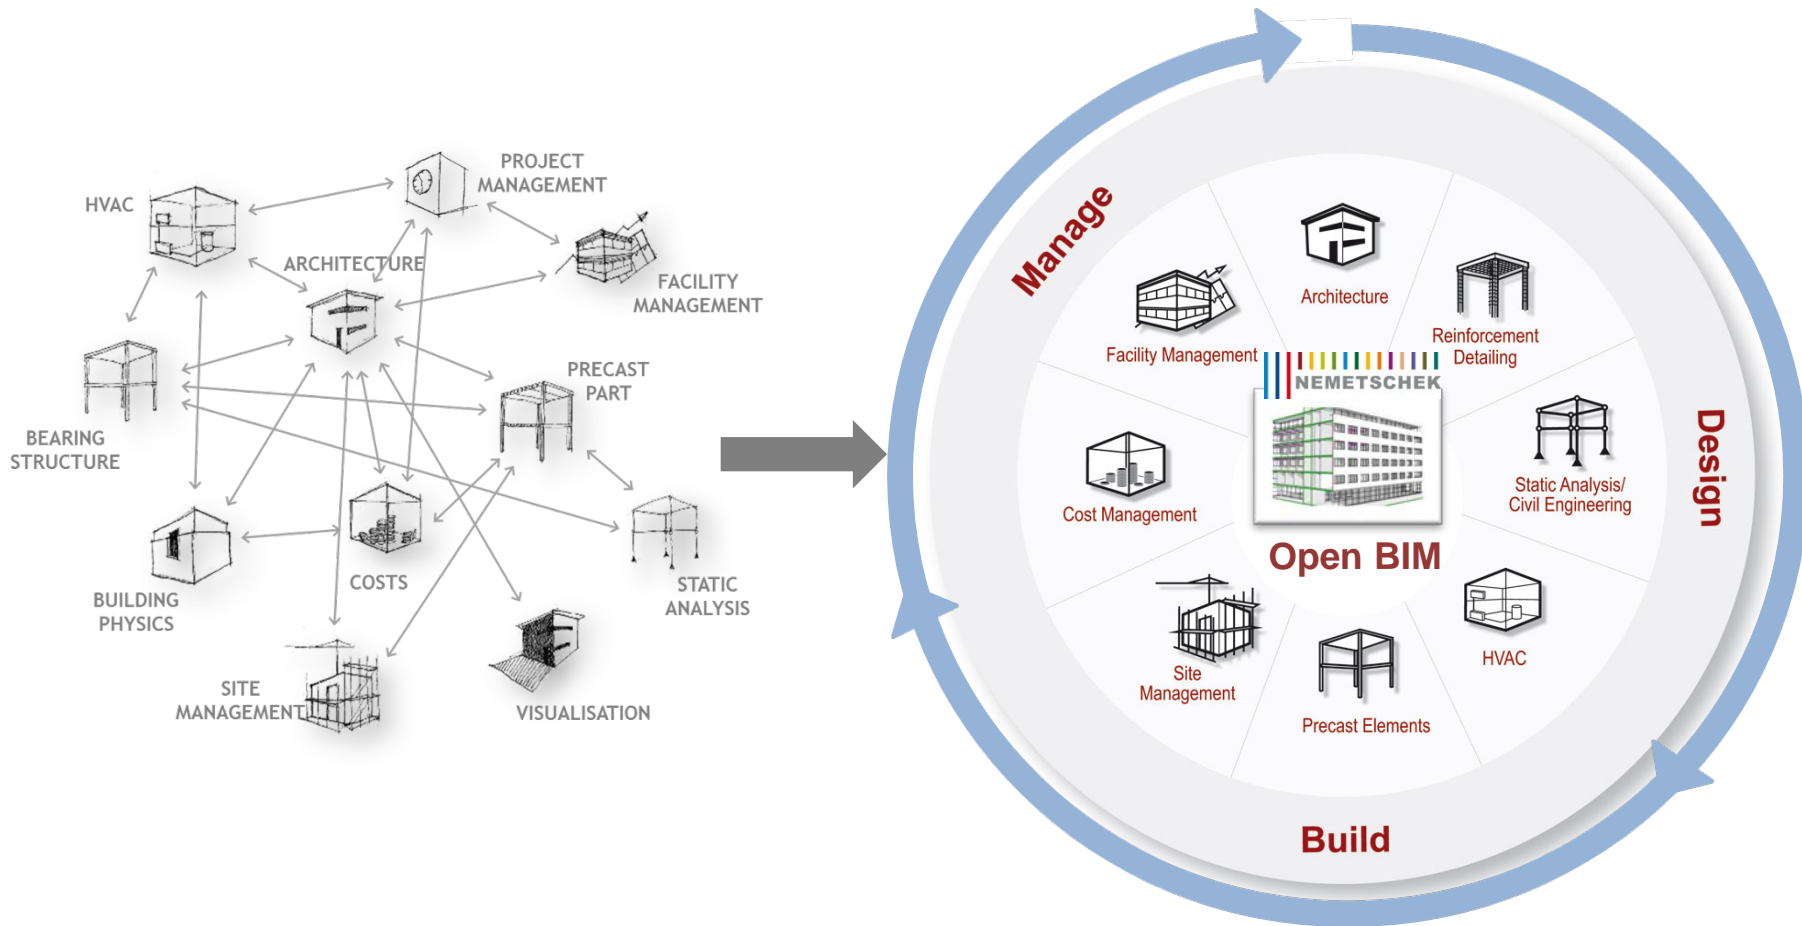 PROJECT
MANAGEMENT
HVAC
ARCHITECTURE
FACILITY
MANAGEMENT
PRECAST
PART
BEARING
STRUCTURE
COSTS
STATIC
ANALYSIS
BUILDING
PHYSICS
SITE
MANAGEMENT
VISUALISATION
Manage
Design
Build
Architecture
Reinforcement
Detailing
Facility Management
NEMETSCHEK
Static Analysis/
Civil Engineering
Cost Management
Open BIM
HVAC
Site
Management
Precast Elements